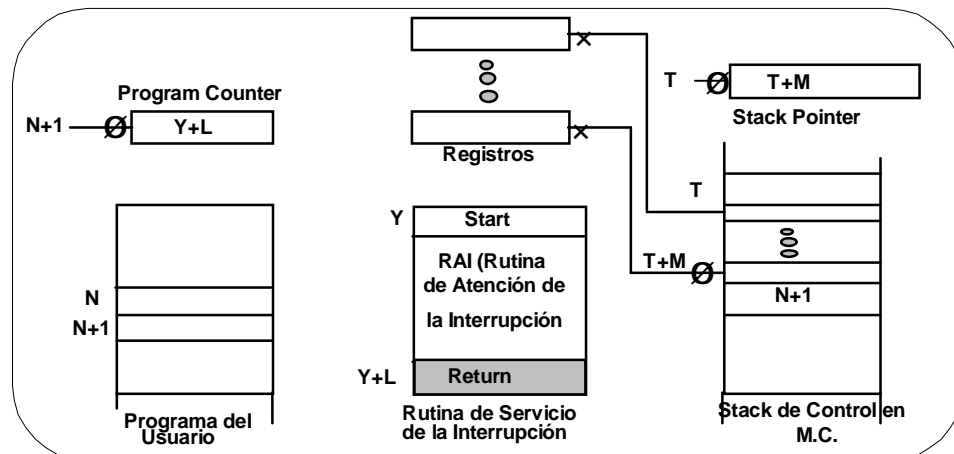 Program Counter
N+1
Y+L
Registros
T
T+M
Stack Pointer
N
N+1
Programa del
Usuario
Y
Start
RAI (Rutina
de Atención de
la Interrupción
Y+L
Return
Rutina de Servicio
de la Interrupción
T
T+M
N+1
Stack de Control en
M.C.